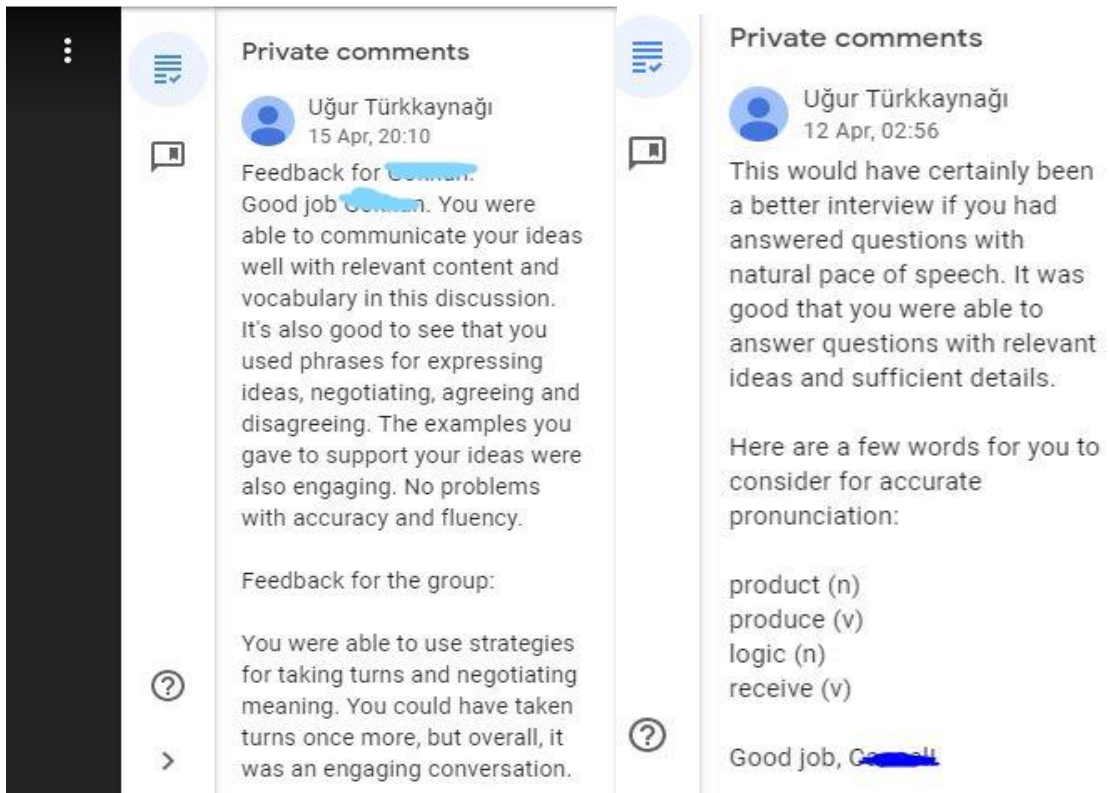 Private comments
Uğur Türkkaynağı
15 Apr, 20:10
Feedback for
Good job. You were
able to communicate your ideas
well with relevant content and
vocabulary in this discussion.
It's also good to see that you
used phrases for expressing
ideas, negotiating, agreeing and
disagreeing. The examples you
gave to support your ideas were
also engaging. No problems
with accuracy and fluency.
Feedback for the group:
You were able to use strategies
for taking turns and negotiating
meaning. You could have taken
turns once more, but overall, it
was an engaging conversation.
Private comments
Uğur Türkkaynağı
12 Apr, 02:56
This would have certainly been
a better interview if you had
answered questions with
natural pace of speech. It was
good that you were able to
answer questions with relevant
ideas and sufficient details.
Here are a few words for you to
consider for accurate
pronunciation:
product (n)
produce (v)
logic (n)
receive (v)
Good job,